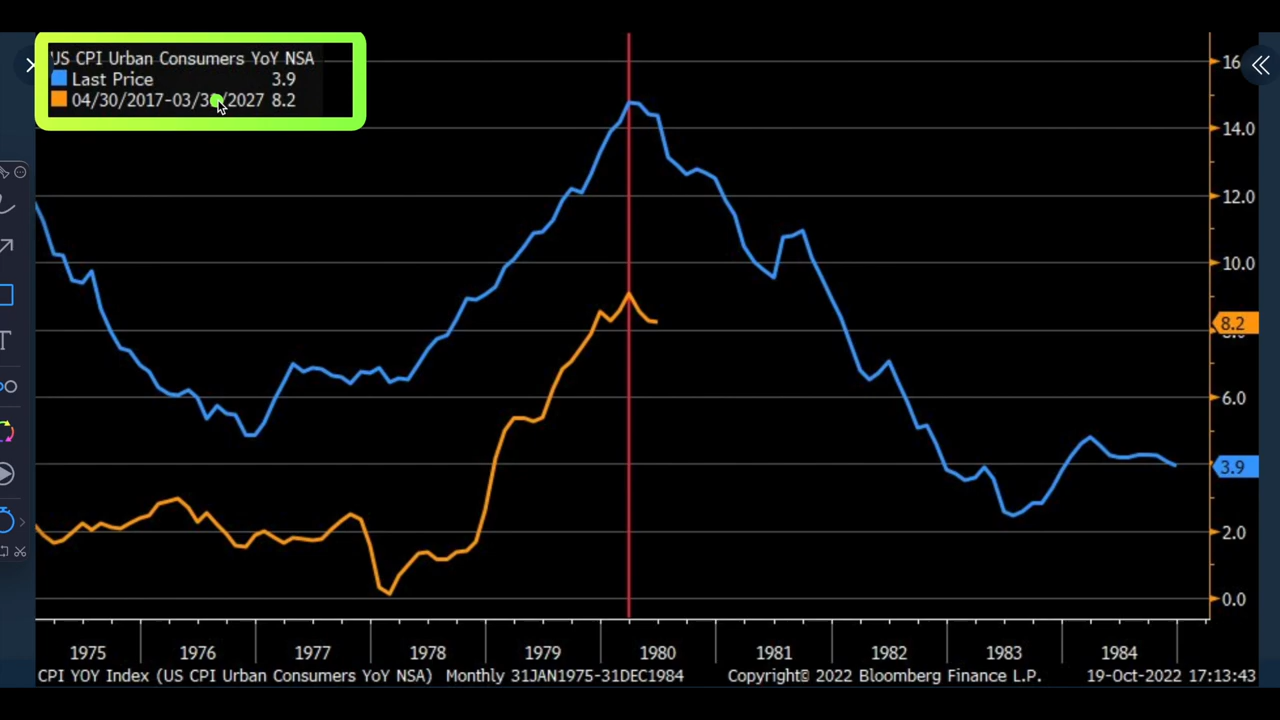 US CPI Urban Consumers YoY NSA
Last Price 3.9
04/30/2017-03/3 /2027 8.2
16
14.0
12.0
10.0
8.2
6.0
3.9
2.0
0.0
1975 1976 1977 1978 1979 1980 1981 1982 1983 1984
CPI YOY Index (US CPI Urban Consumers YoY NSA) Monthly 31JAN1975-31DEC1984 Copyright© 2022 Bloomberg Finance L.P. 19-Oct-2022 17:13:43